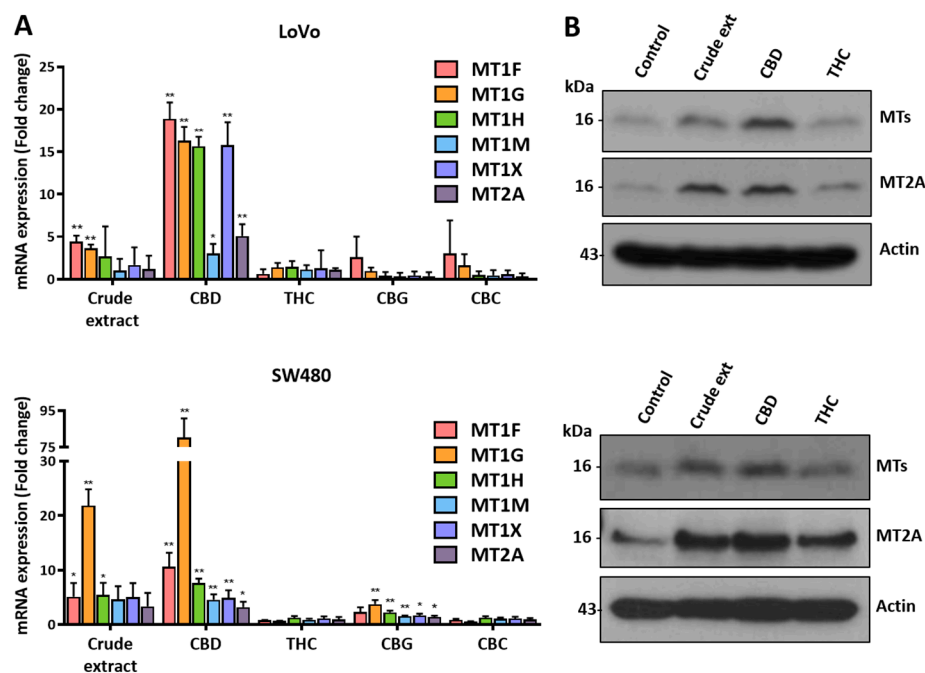 A
LoVo
mRNA expression (Fold change)
25
20
15
10
5
0
** ** ** ** ** * ** **
MT1F
MT1G
MT1H
MT1M
MT1X
MT2A
Crude extract CBD THC CBG CBC
B
Control Crude ext CBD THC
kDa
16 MTs
16 MT2A
43 Actin
SW480
mRNA expression (Fold change)
95
75
30
20
10
0
* ** * ** ** ** ** ** * ** * *
MT1F
MT1G
MT1H
MT1M
MT1X
MT2A
Crude extract CBD THC CBG CBC
Control Crude ext CBD THC
kDa
16 MTs
16 MT2A
43 Actin